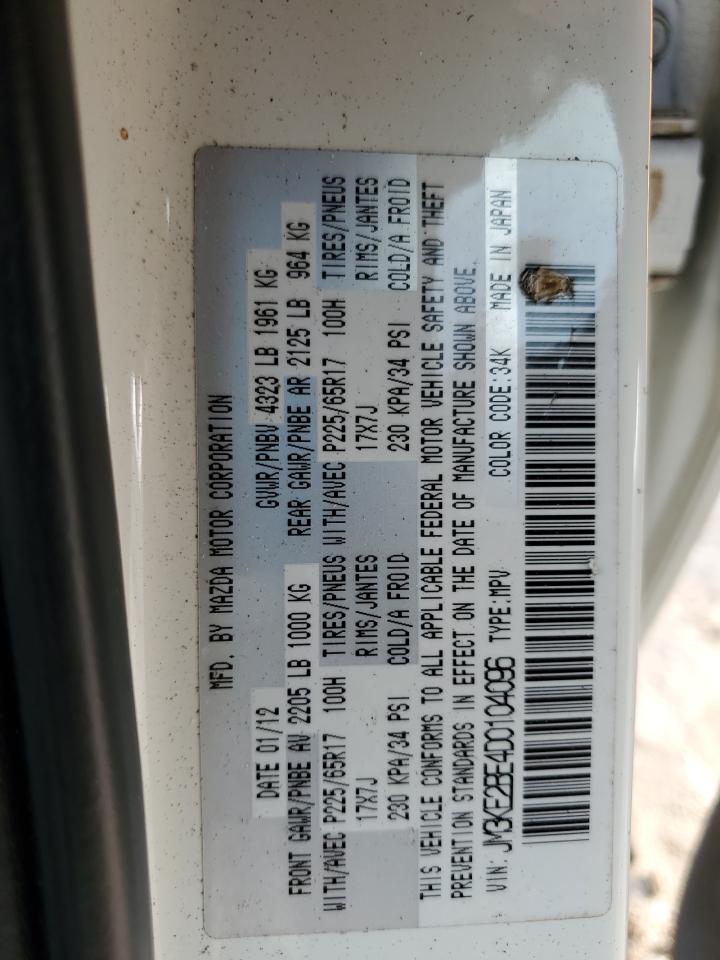 MFD. BY MAZDA MOTOR CORPORATION
DATE 01/12 GVWR/PNBV 4323 LB 1961 KG
FRONT GAWR/PNBE AV 2205 LB 1000 KG REAR GAWR/PNBE AR 2125 LB 964 KG
WITH/AVEC P225/65R17 100H TIRES/PNEUS WITH/AVEC P225/65R17 100H TIRES/PNEUS
17X7J RIMS/JANTES 17X7J RIMS/JANTES
230 KPA/34 PSI COLD/A FROID 230 KPA/34 PSI COLD/A FROID
THIS VEHICLE CONFORMS TO ALL APPLICABLE FEDERAL MOTOR VEHICLE SAFETY AND THEFT
PREVENTION STANDARDS IN EFFECT ON THE DATE OF MANUFACTURE SHOWN ABOVE.
VIN: JM3KE2BE4D0104096 TYPE:MPV COLOR CODE:34K MADE IN JAPAN